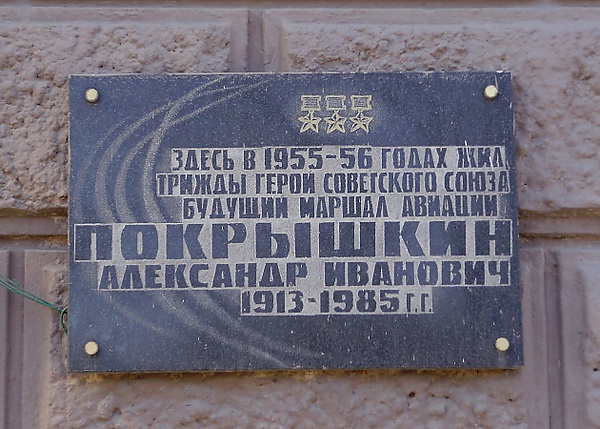 ЗДЕСЬ В 1955-56 ГОДАХ ЖИЛ
ТРИЖДЫ ГЕРОЙ СОВЕТСКОГО СОЮЗА
БУДУЩИЙ МАРШАЛ АВИАЦИИ
ПОКРЫШКИН
АЛЕКСАНДР ИВАНОВИЧ
1913-1985 г.г.